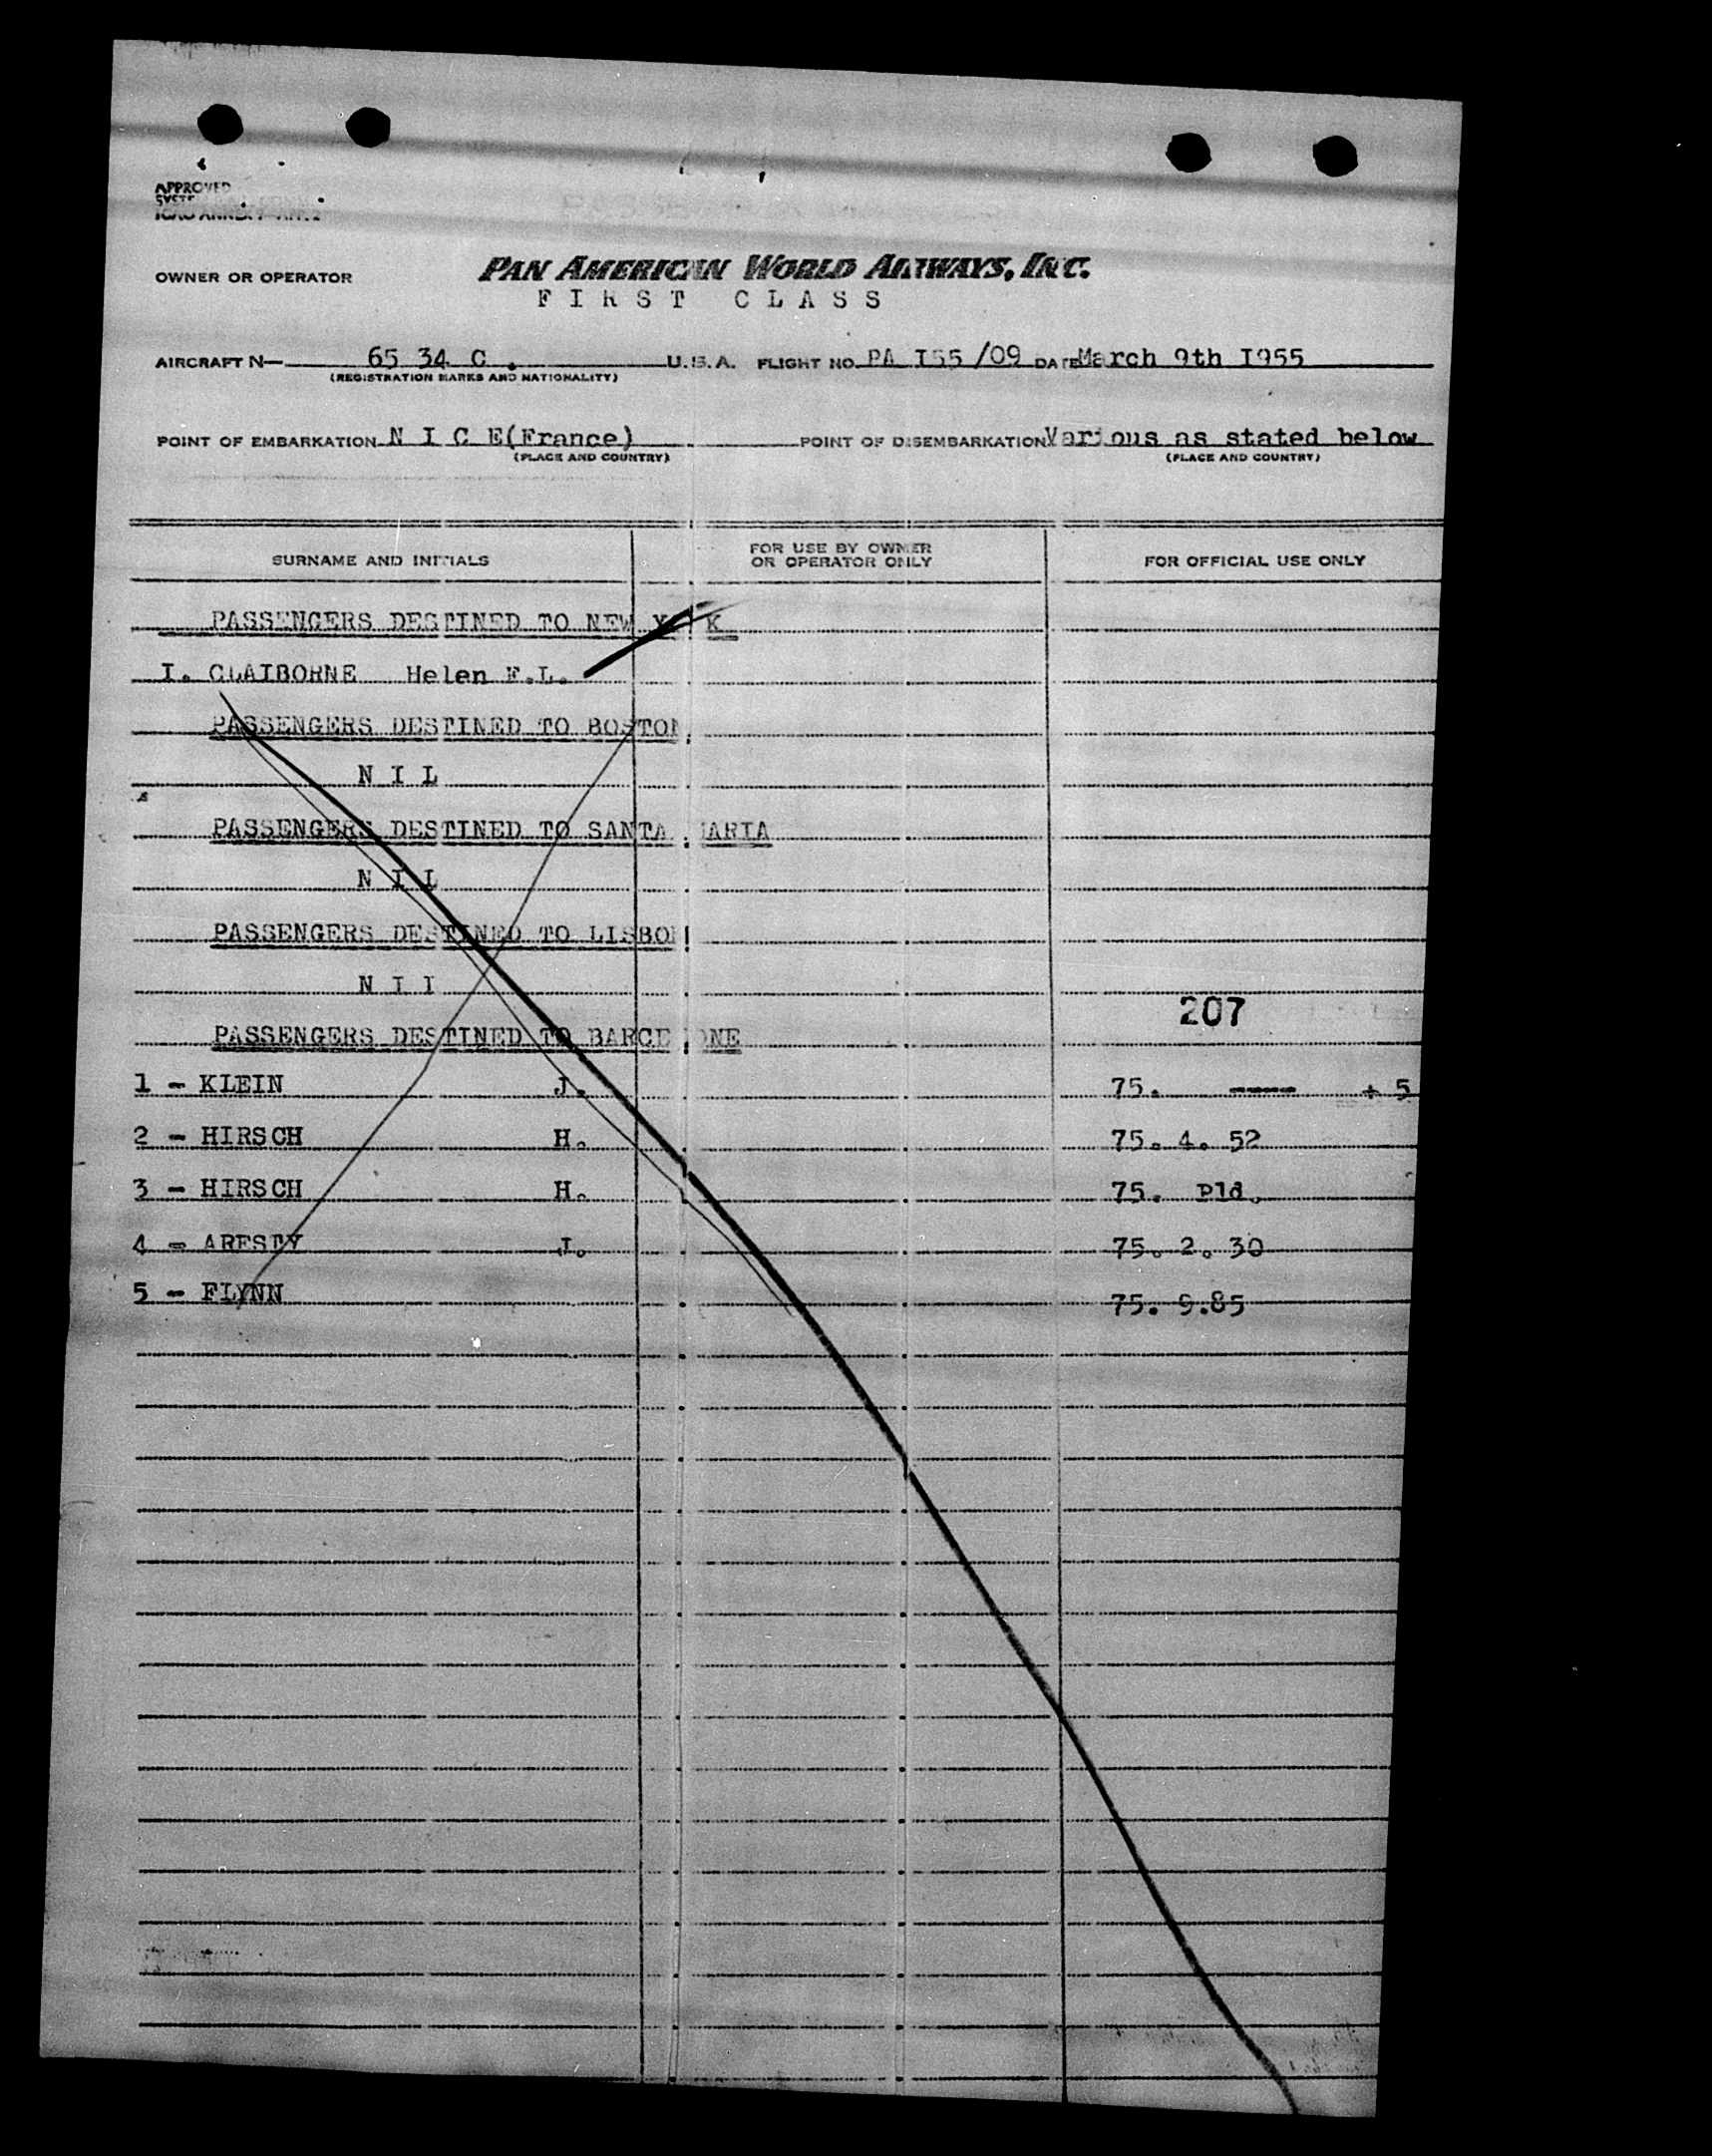 APPROVED
OWNER OR OPERATOR PAN AMERICAN WORLD AIRWAYS, INC.
FIRST CLASS
AIRCRAFT N— 65 34 C . U.S.A. FLIGHT NO. PA I55 /09 DATE March 9th I955
(REGISTRATION MARKS AND NATIONALITY)
POINT OF EMBARKATION N I C E(France) POINT OF DISEMBARKATION Various as stated below
(PLACE AND COUNTRY) (PLACE AND COUNTRY)
SURNAME AND INITIALS FOR USE BY OWNER OR OPERATOR ONLY FOR OFFICIAL USE ONLY
PASSENGERS DESTINED TO NEW YORK
I. CLAIBORNE Helen F.L.
PASSENGERS DESTINED TO BOSTON
N I L
PASSENGERS DESTINED TO SANTA MARIA
N I L
PASSENGERS DESTINED TO LISBON
N I L
207
PASSENGERS DESTINED TO BARCELONE
1 - KLEIN J. 75. ---- + 5
2 - HIRSCH H. 75. 4. 52
3 - HIRSCH H. 75. Pld.
4 - ARESTY J. 75. 2. 30
5 - FLYNN 75. 9.85